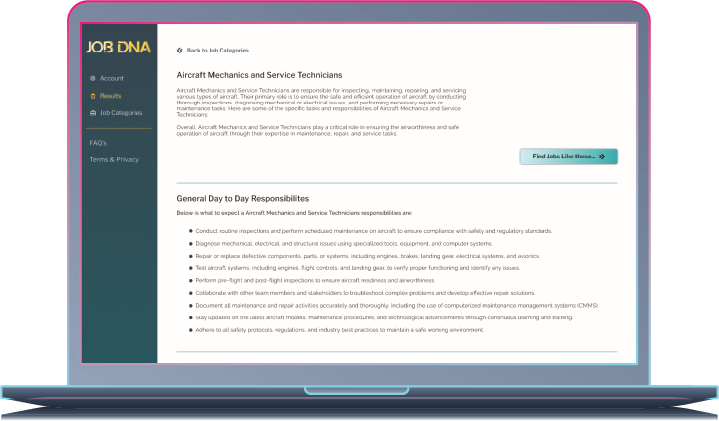 JOB DNA
Account
Results
Job Categories
FAQ's
Terms & Privacy
Back to Job Categories
Aircraft Mechanics and Service Technicians
Aircraft Mechanics and Service Technicians are responsible for inspecting, maintaining, repairing, and servicing
various types of aircraft. Their primary role is to ensure the safe and efficient operation of aircraft by conducting
thorough inspections, diagnosing mechanical or electrical issues, and performing necessary repairs or
maintenance tasks. Here are some of the specific tasks and responsibilities of Aircraft Mechanics and Service
Technicians:
Overall, Aircraft Mechanics and Service Technicians play a critical role in ensuring the airworthiness and safe
operation of aircraft through their expertise in maintenance, repair, and service tasks.
Find Jobs Like these...
General Day to Day Responsibilites
Below is what to expect a Aircraft Mechanics and Service Technicians responsibilities are:
Conduct routine inspections and perform scheduled maintenance on aircraft to ensure compliance with safety and regulatory standards.
Diagnose mechanical, electrical, and structural issues using specialized tools, equipment, and computer systems.
Repair or replace defective components, parts, or systems, including engines, brakes, landing gear, electrical systems, and avionics.
Test aircraft systems, including engines, flight controls, and landing gear, to verify proper functioning and identify any issues.
Perform pre-flight and post-flight inspections to ensure aircraft readiness and airworthiness.
Collaborate with other team members and stakeholders to troubleshoot complex problems and develop effective repair solutions.
Document all maintenance and repair activities accurately and thoroughly, including the use of computerized maintenance management systems (CMMS).
Stay updated on the latest aircraft models, maintenance procedures, and technological advancements through continuous learning and training.
Adhere to all safety protocols, regulations, and industry best practices to maintain a safe working environment.